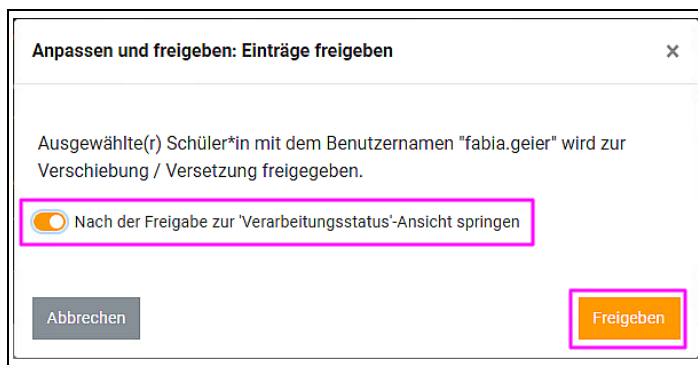 Anpassen und freigeben: Einträge freigeben ×
Ausgewählte(r) Schüler*in mit dem Benutzernamen "fabia.geier" wird zur
Verschiebung / Versetzung freigegeben.
Nach der Freigabe zur 'Verarbeitungsstatus'-Ansicht springen
Abbrechen Freigeben